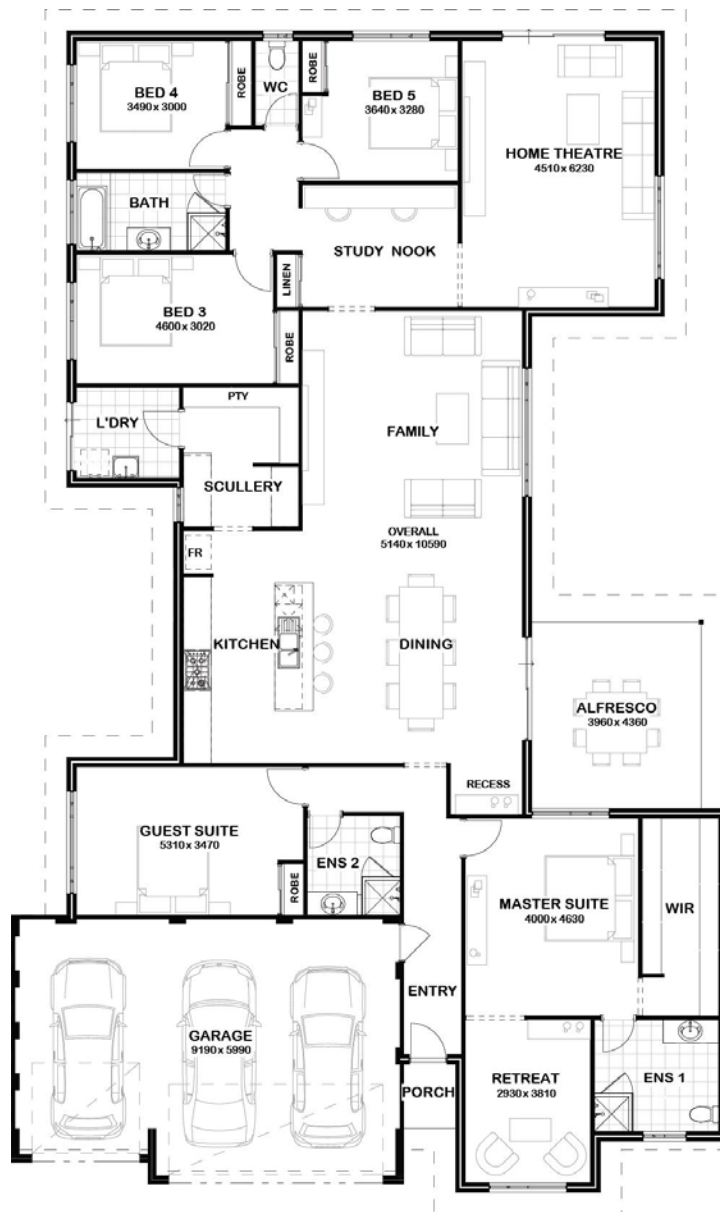 BED 4
3490 x 3000
ROBE
WC
ROBE
BED 5
3640 x 3280
HOME THEATRE
4510 x 6230
BATH
STUDY NOOK
LINEN
BED 3
4600 x 3020
ROBE
L'DRY
PTY
FAMILY
SCULLERY
OVERALL
5140 x 10590
FR
KITCHEN
DINING
ALFRESCO
3960 x 4360
RECESS
GUEST SUITE
5310 x 3470
ENS 2
ROBE
MASTER SUITE
4000 x 4630
WIR
ENTRY
GARAGE
9190 x 5990
PORCH
RETREAT
2930 x 3810
ENS 1